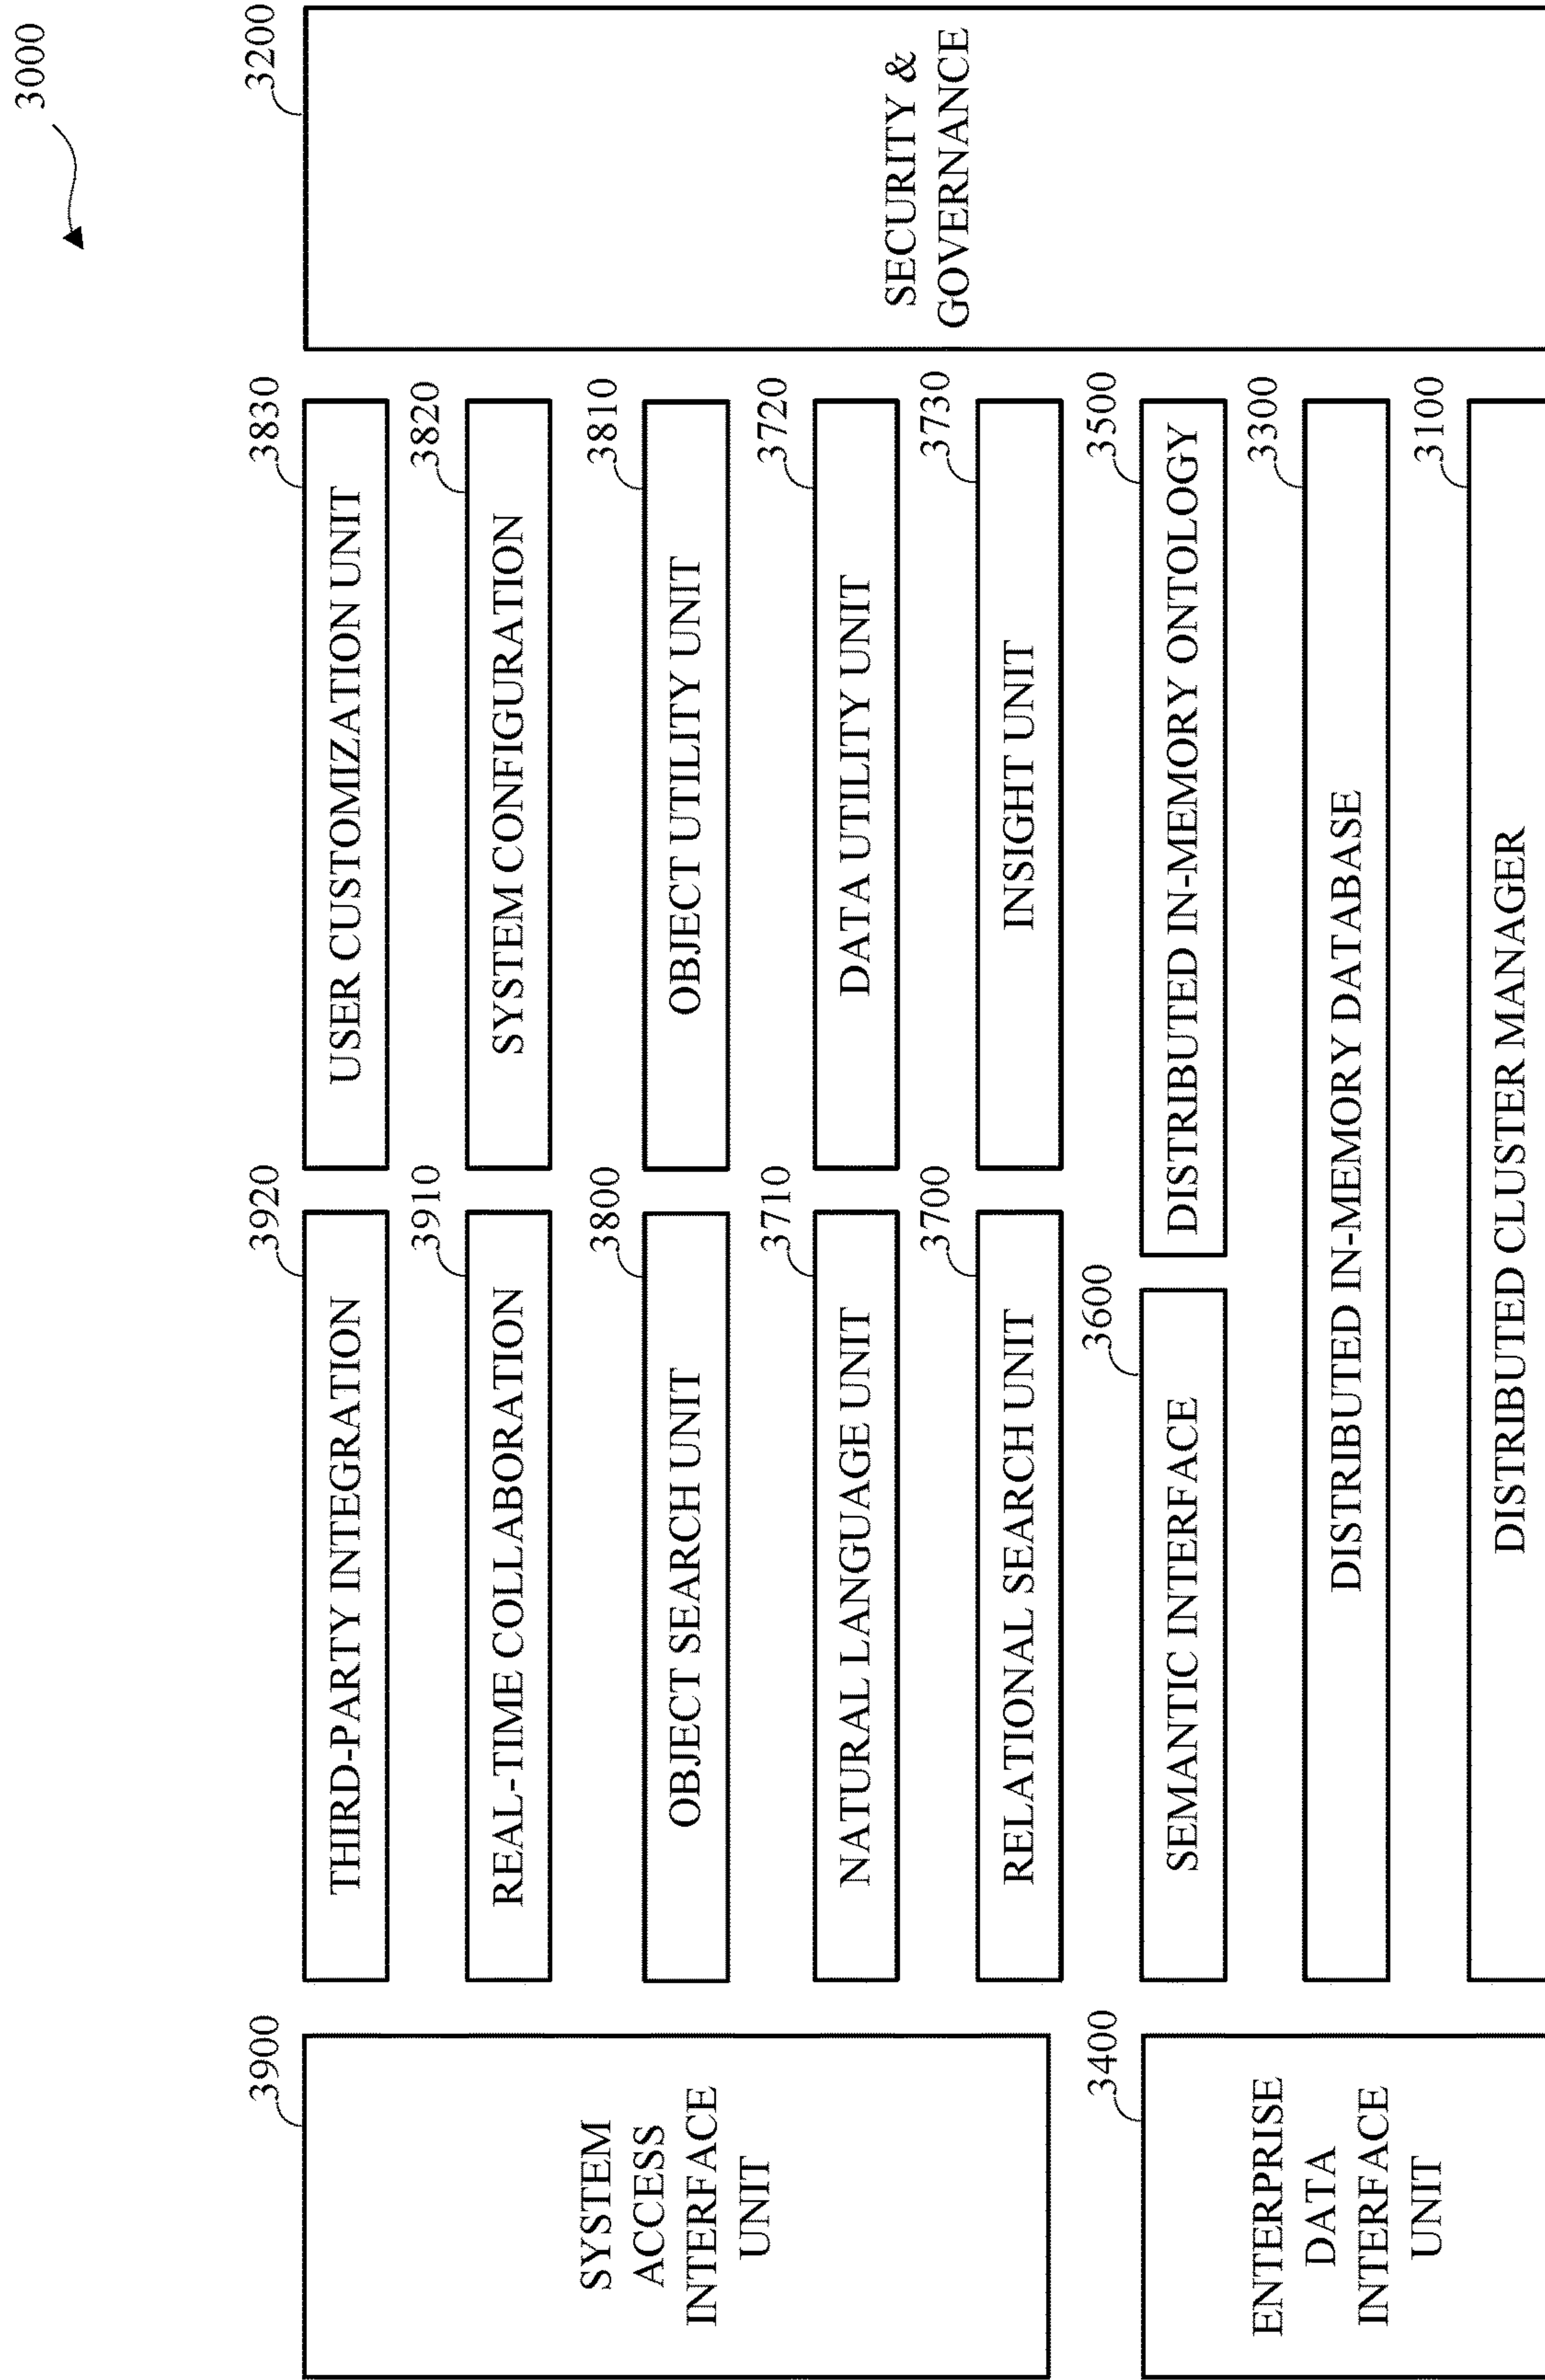 3000
3900
SYSTEM
ACCESS
INTERFACE
UNIT
3920
THIRD-PARTY INTEGRATION
3830
USER CUSTOMIZATION UNIT
3200
SECURITY &
GOVERNANCE
3910
REAL-TIME COLLABORATION
3820
SYSTEM CONFIGURATION
3800
OBJECT SEARCH UNIT
3810
OBJECT UTILITY UNIT
3710
NATURAL LANGUAGE UNIT
3720
DATA UTILITY UNIT
3700
RELATIONAL SEARCH UNIT
3730
INSIGHT UNIT
3400
ENTERPRISE
DATA
INTERFACE
UNIT
3600
SEMANTIC INTERFACE
3500
DISTRIBUTED IN-MEMORY ONTOLOGY
3300
DISTRIBUTED IN-MEMORY DATABASE
3100
DISTRIBUTED CLUSTER MANAGER